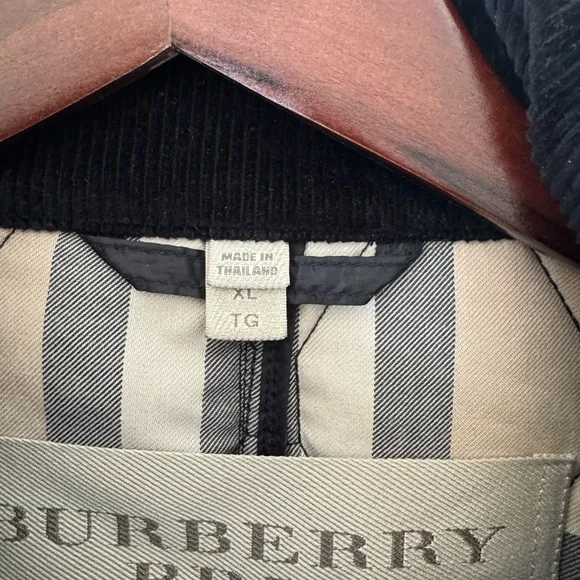 MADE IN
THAILAND
XL
TG
BURBERRY